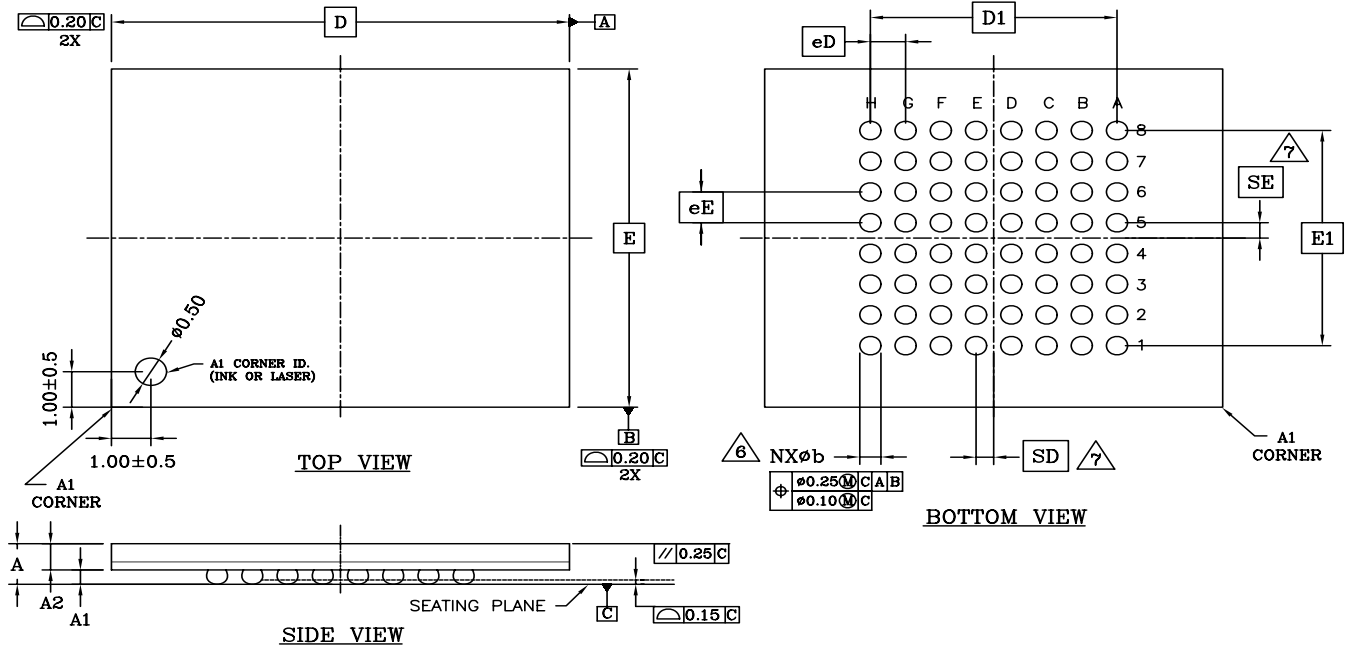 ⌓ 0.20 C
2X
D
A
E
ø0.50
A1 CORNER ID.
(INK OR LASER)
1.00±0.5
1.00±0.5
A1
CORNER
TOP VIEW
B
⌓ 0.20 C
2X
D1
eD
H G F E D C B A
8
7
6
5
4
3
2
1
7
SE
eE
E1
6 NXøb
⌖ ø0.25Ⓜ C A B
ø0.10Ⓜ C
SD 7
A1
CORNER
BOTTOM VIEW
A
A2
A1
// 0.25 C
SEATING PLANE
C
⌓ 0.15 C
SIDE VIEW